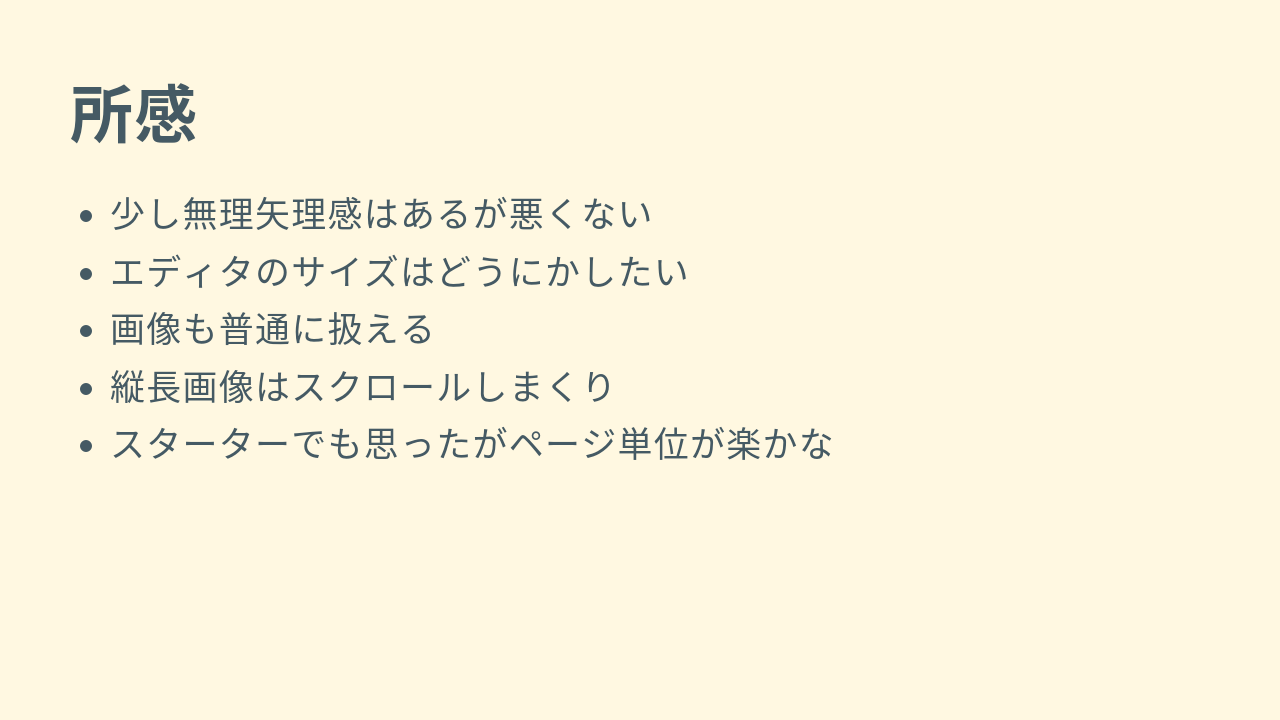 所感
少し無理矢理感はあるが悪くない
エディタのサイズはどうにかしたい
画像も普通に扱える
縦長画像はスクロールしまくり
スターターでも思ったがページ単位が楽かな